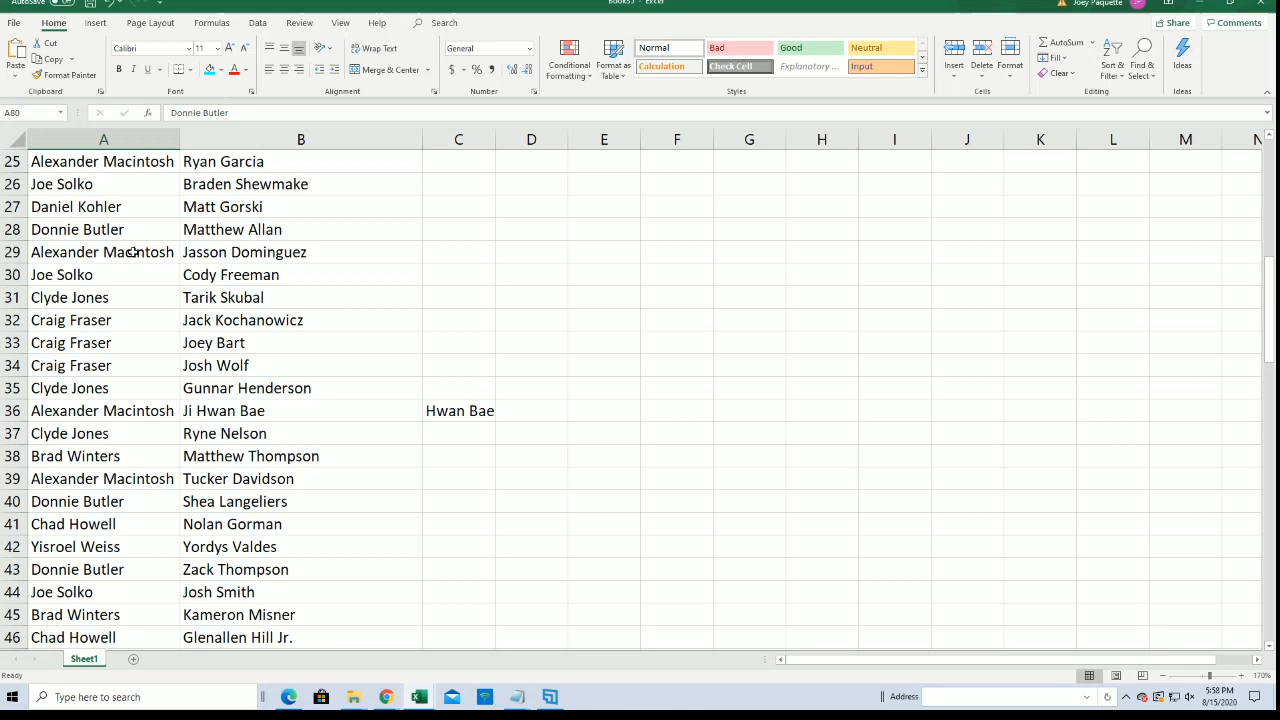 AutoSave
Book53 - Excel
Joey Paquette
File Home Insert Page Layout Formulas Data Review View Help Search
Share Comments
Paste Cut Copy Format Painter
Calibri 11
B I U A
Wrap Text
Merge & Center
General
$ % ,
Conditional Formatting
Format as Table
Normal Bad Good Neutral
Calculation Check Cell Explanatory ... Input
Insert Delete Format
AutoSum Fill Clear
Sort & Filter
Find & Select
Ideas
Clipboard Font Alignment Number Styles Cells Editing Ideas
A80 fx Donnie Butler
A B C D E F G H I J K L M N
25 Alexander Macintosh Ryan Garcia
26 Joe Solko Braden Shewmake
27 Daniel Kohler Matt Gorski
28 Donnie Butler Matthew Allan
29 Alexander Macintosh Jasson Dominguez
30 Joe Solko Cody Freeman
31 Clyde Jones Tarik Skubal
32 Craig Fraser Jack Kochanowicz
33 Craig Fraser Joey Bart
34 Craig Fraser Josh Wolf
35 Clyde Jones Gunnar Henderson
36 Alexander Macintosh Ji Hwan Bae Hwan Bae
37 Clyde Jones Ryne Nelson
38 Brad Winters Matthew Thompson
39 Alexander Macintosh Tucker Davidson
40 Donnie Butler Shea Langeliers
41 Chad Howell Nolan Gorman
42 Yisroel Weiss Yordys Valdes
43 Donnie Butler Zack Thompson
44 Joe Solko Josh Smith
45 Brad Winters Kameron Misner
46 Chad Howell Glenallen Hill Jr.
Sheet1
Ready
170%
Type here to search
Address
5:58 PM
8/15/2020